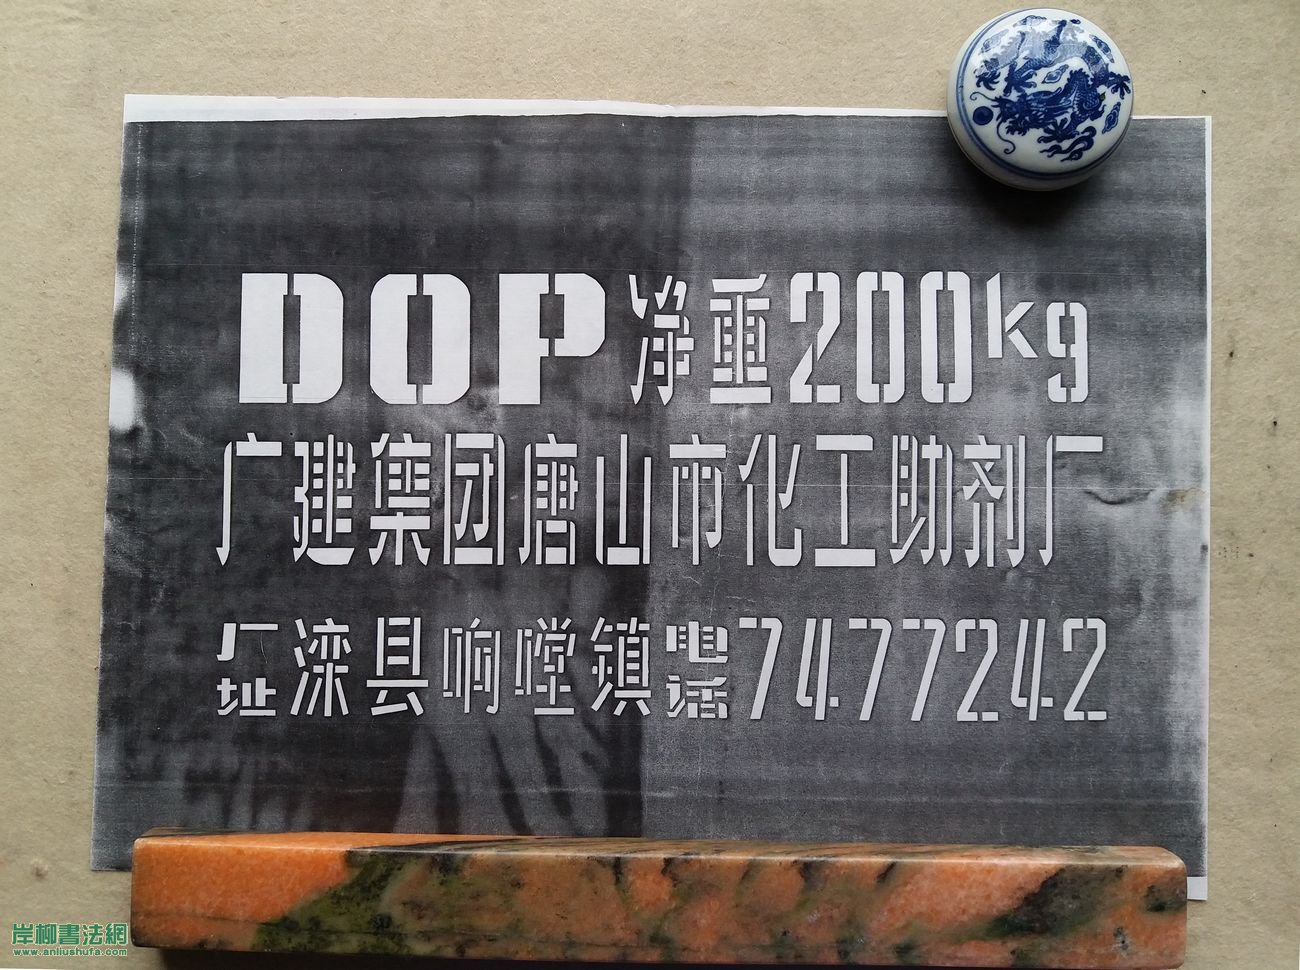 DOP净重200kg
广建集团唐山市化工助剂厂
厂址滦县响嘡镇電话7477242
岸柳書法網
www.anliushufa.com